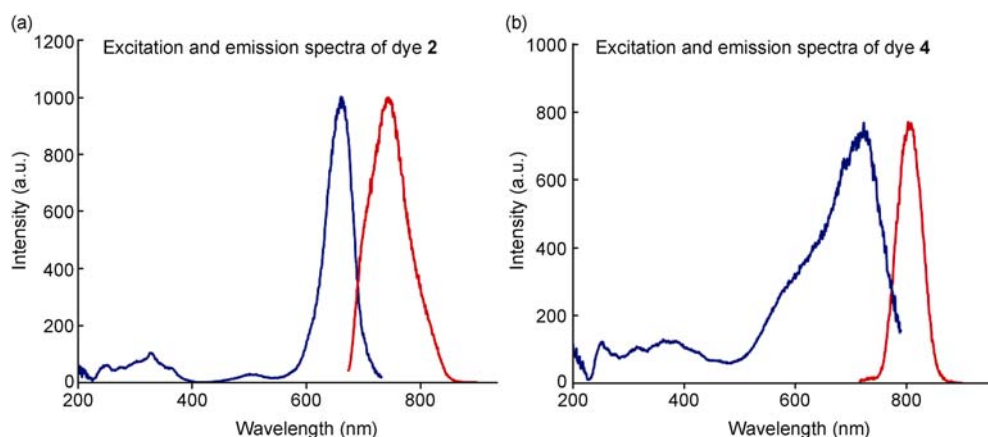 (a)
Excitation and emission spectra of dye 2
1200
1000
800
600
400
200
0
Intensity (a.u.)
200 400 600 800
Wavelength (nm)
(b)
Excitation and emission spectra of dye 4
1000
800
600
400
200
0
Intensity (a.u.)
200 400 600 800
Wavelength (nm)